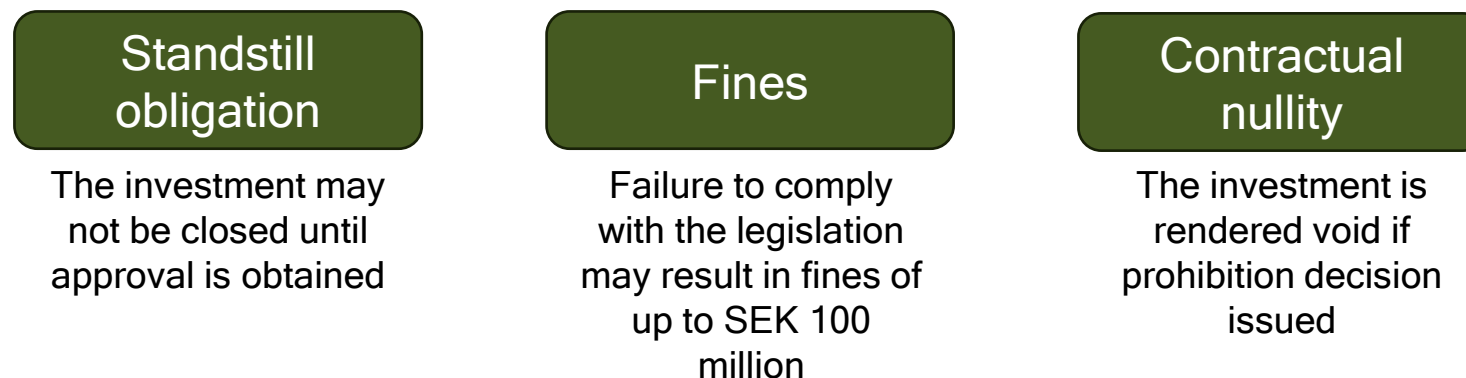 Standstill
obligation
The investment may
not be closed until
approval is obtained
Fines
Failure to comply
with the legislation
may result in fines of
up to SEK 100
million
Contractual
nullity
The investment is
rendered void if
prohibition decision
issued